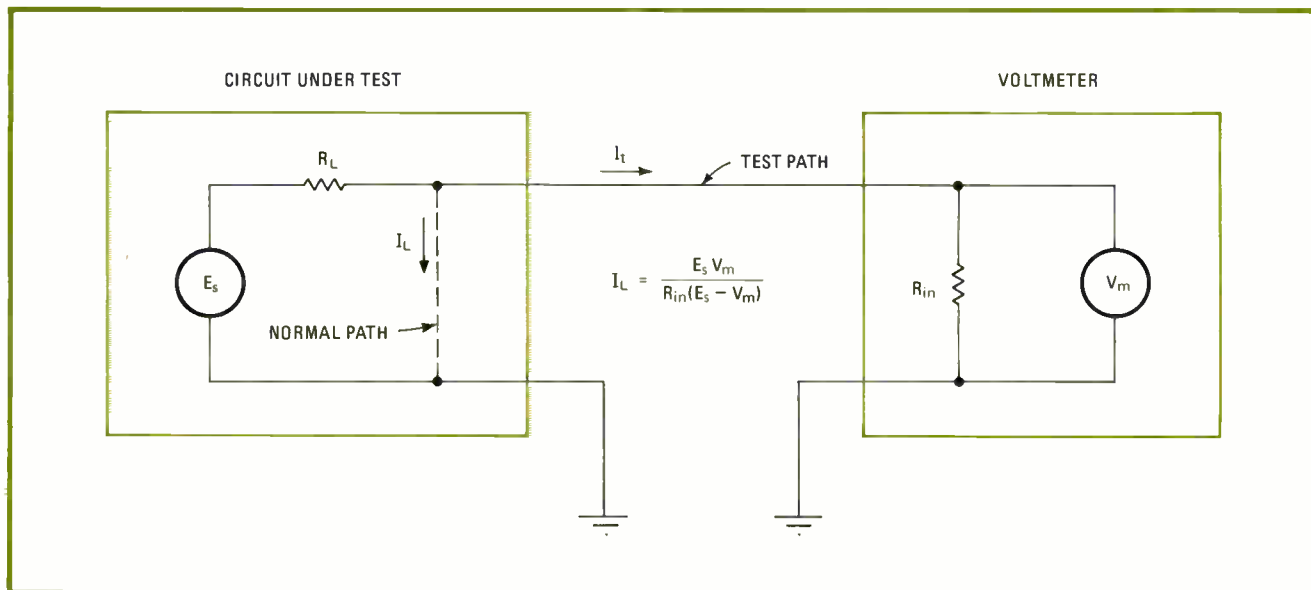 CIRCUIT UNDER TEST
VOLTMETER
R_L
I_t
TEST PATH
I_L
E_s
I_L = E_s V_m / R_in(E_s − V_m)
R_in
V_m
NORMAL PATH